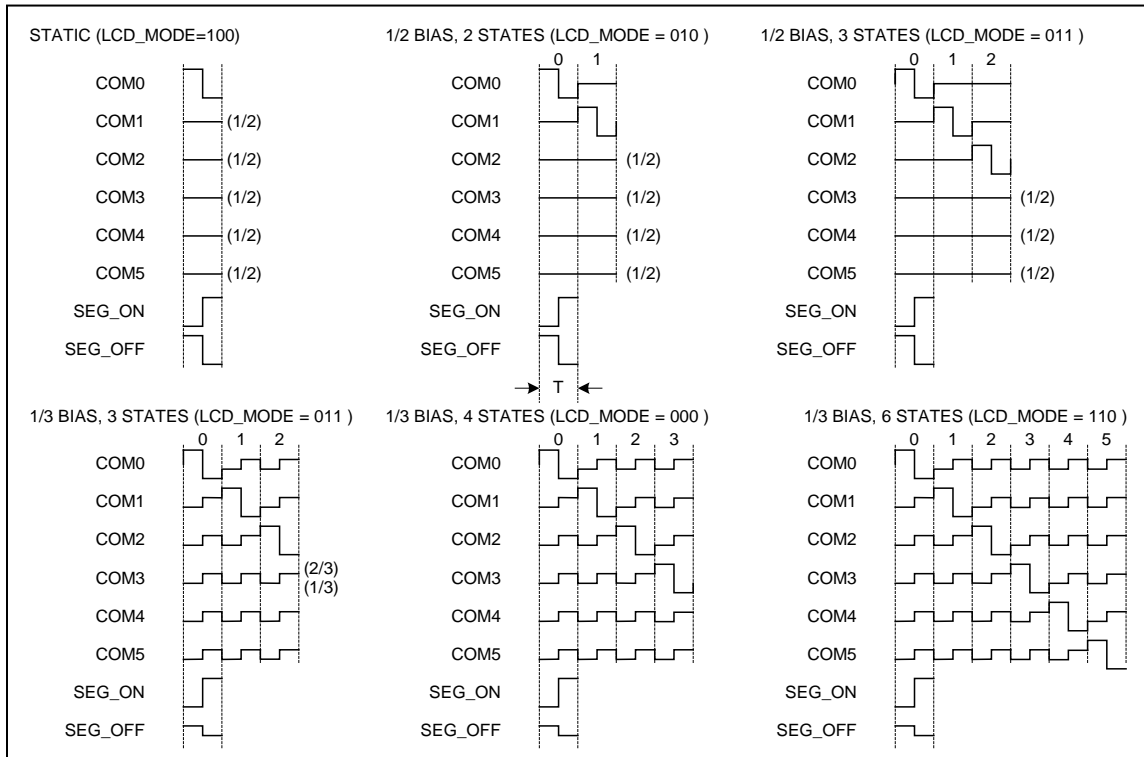 STATIC (LCD_MODE=100)
COM0
COM1
(1/2)
COM2
(1/2)
COM3
(1/2)
COM4
(1/2)
COM5
(1/2)
SEG_ON
SEG_OFF
1/2 BIAS, 2 STATES (LCD_MODE = 010 )
0 1
COM0
COM1
COM2
(1/2)
COM3
(1/2)
COM4
(1/2)
COM5
(1/2)
SEG_ON
SEG_OFF
T
1/2 BIAS, 3 STATES (LCD_MODE = 011 )
0 1 2
COM0
COM1
COM2
COM3
(1/2)
COM4
(1/2)
COM5
(1/2)
SEG_ON
SEG_OFF
1/3 BIAS, 3 STATES (LCD_MODE = 011 )
0 1 2
COM0
COM1
COM2
COM3
(2/3)
(1/3)
COM4
COM5
SEG_ON
SEG_OFF
1/3 BIAS, 4 STATES (LCD_MODE = 000 )
0 1 2 3
COM0
COM1
COM2
COM3
COM4
COM5
SEG_ON
SEG_OFF
1/3 BIAS, 6 STATES (LCD_MODE = 110 )
0 1 2 3 4 5
COM0
COM1
COM2
COM3
COM4
COM5
SEG_ON
SEG_OFF